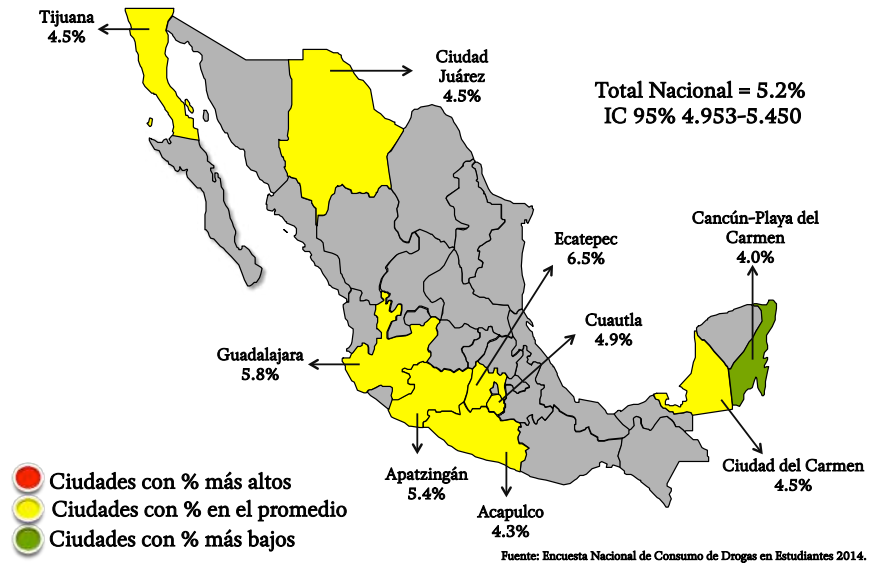 Tijuana
4.5%
Ciudad
Juárez
4.5%
Total Nacional = 5.2%
IC 95% 4.953-5.450
Cancún-Playa del
Carmen
4.0%
Ecatepec
6.5%
Cuautla
4.9%
Guadalajara
5.8%
Apatzingán
5.4%
Acapulco
4.3%
Ciudad del Carmen
4.5%
Ciudades con % más altos
Ciudades con % en el promedio
Ciudades con % más bajos
Fuente: Encuesta Nacional de Consumo de Drogas en Estudiantes 2014.